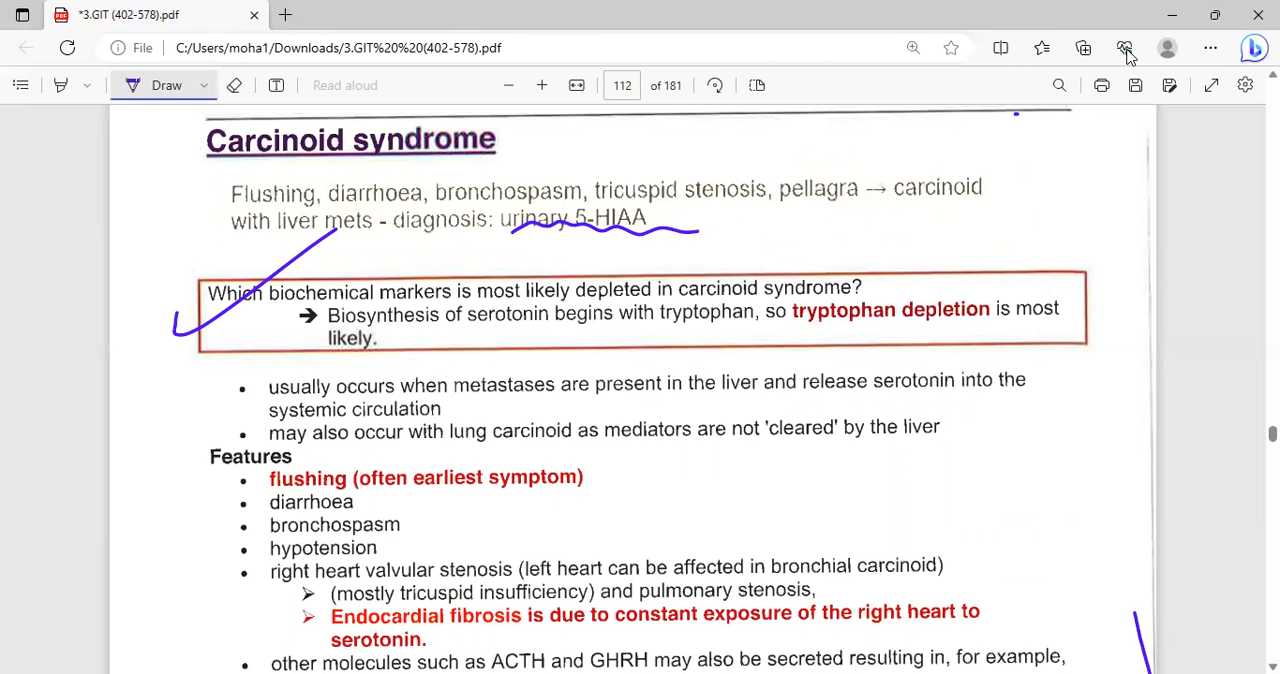 *3.GIT (402-578).pdf
File C:/Users/moha1/Downloads/3.GIT%20%20(402-578).pdf
Draw Read aloud 112 of 181
Carcinoid syndrome
Flushing, diarrhoea, bronchospasm, tricuspid stenosis, pellagra → carcinoid
with liver mets - diagnosis: urinary 5-HIAA
Which biochemical markers is most likely depleted in carcinoid syndrome?
➔ Biosynthesis of serotonin begins with tryptophan, so tryptophan depletion is most
likely.
• usually occurs when metastases are present in the liver and release serotonin into the
systemic circulation
• may also occur with lung carcinoid as mediators are not 'cleared' by the liver
Features
• flushing (often earliest symptom)
• diarrhoea
• bronchospasm
• hypotension
• right heart valvular stenosis (left heart can be affected in bronchial carcinoid)
➢ (mostly tricuspid insufficiency) and pulmonary stenosis,
➢ Endocardial fibrosis is due to constant exposure of the right heart to
serotonin.
• other molecules such as ACTH and GHRH may also be secreted resulting in, for example,